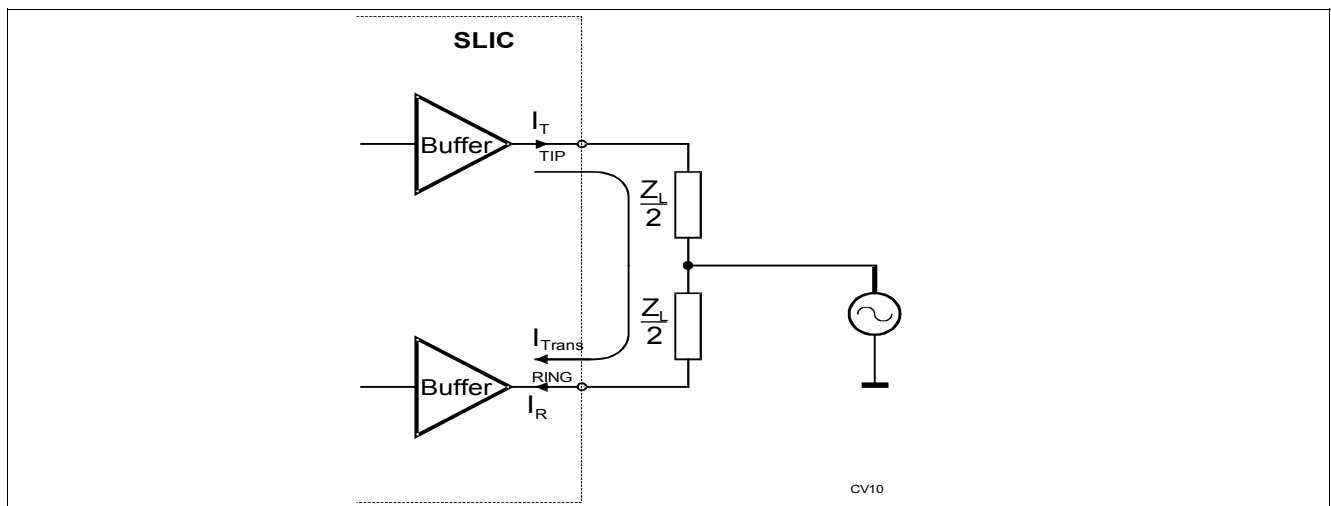 SLIC
Buffer
I_T
TIP
Z_L
2
Z_L
2
I_Trans
RING
Buffer
I_R
CV10